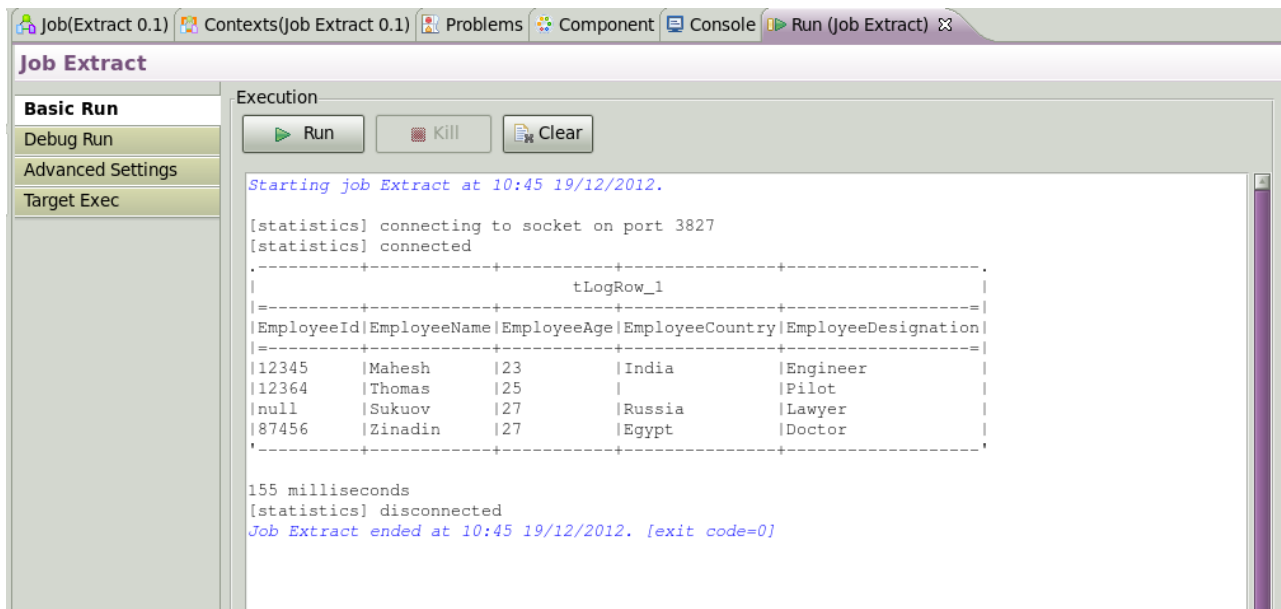 Job(Extract 0.1) Contexts(Job Extract 0.1) Problems Component Console Run (Job Extract)
Job Extract
Basic Run
Debug Run
Advanced Settings
Target Exec
Execution
Run Kill Clear
Starting job Extract at 10:45 19/12/2012.
[statistics] connecting to socket on port 3827
[statistics] connected
.----------+------------+-----------+---------------+-------------------.
| tLogRow_1 |
|=---------+------------+-----------+---------------+------------------=|
|EmployeeId|EmployeeName|EmployeeAge|EmployeeCountry|EmployeeDesignation|
|=---------+------------+-----------+---------------+------------------=|
|12345 |Mahesh |23 |India |Engineer |
|12364 |Thomas |25 | |Pilot |
|null |Sukuov |27 |Russia |Lawyer |
|87456 |Zinadin |27 |Egypt |Doctor |
'----------+------------+-----------+---------------+-------------------'
155 milliseconds
[statistics] disconnected
Job Extract ended at 10:45 19/12/2012. [exit code=0]